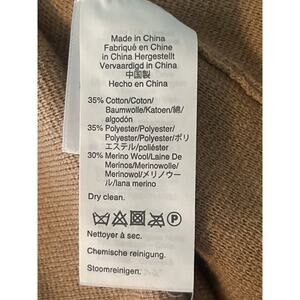 Made in China
Fabriqué en Chine
in China Hergestellt
Vervaardigd in China
中国製
Hecho en China
35% Cotton/Coton/
Baumwolle/Katoen/綿/
algodón
35% Polyester/Polyester/
Polyester/Polyester/ポリ
エステル/poliéster
30% Merino Wool/Laine De
Merinos/Merinowolle/
Merinowol/メリノウー
ル/lana merino
Dry clean.
P
Nettoyer à sec.
Chemische reinigung.
Stoomreinigen.